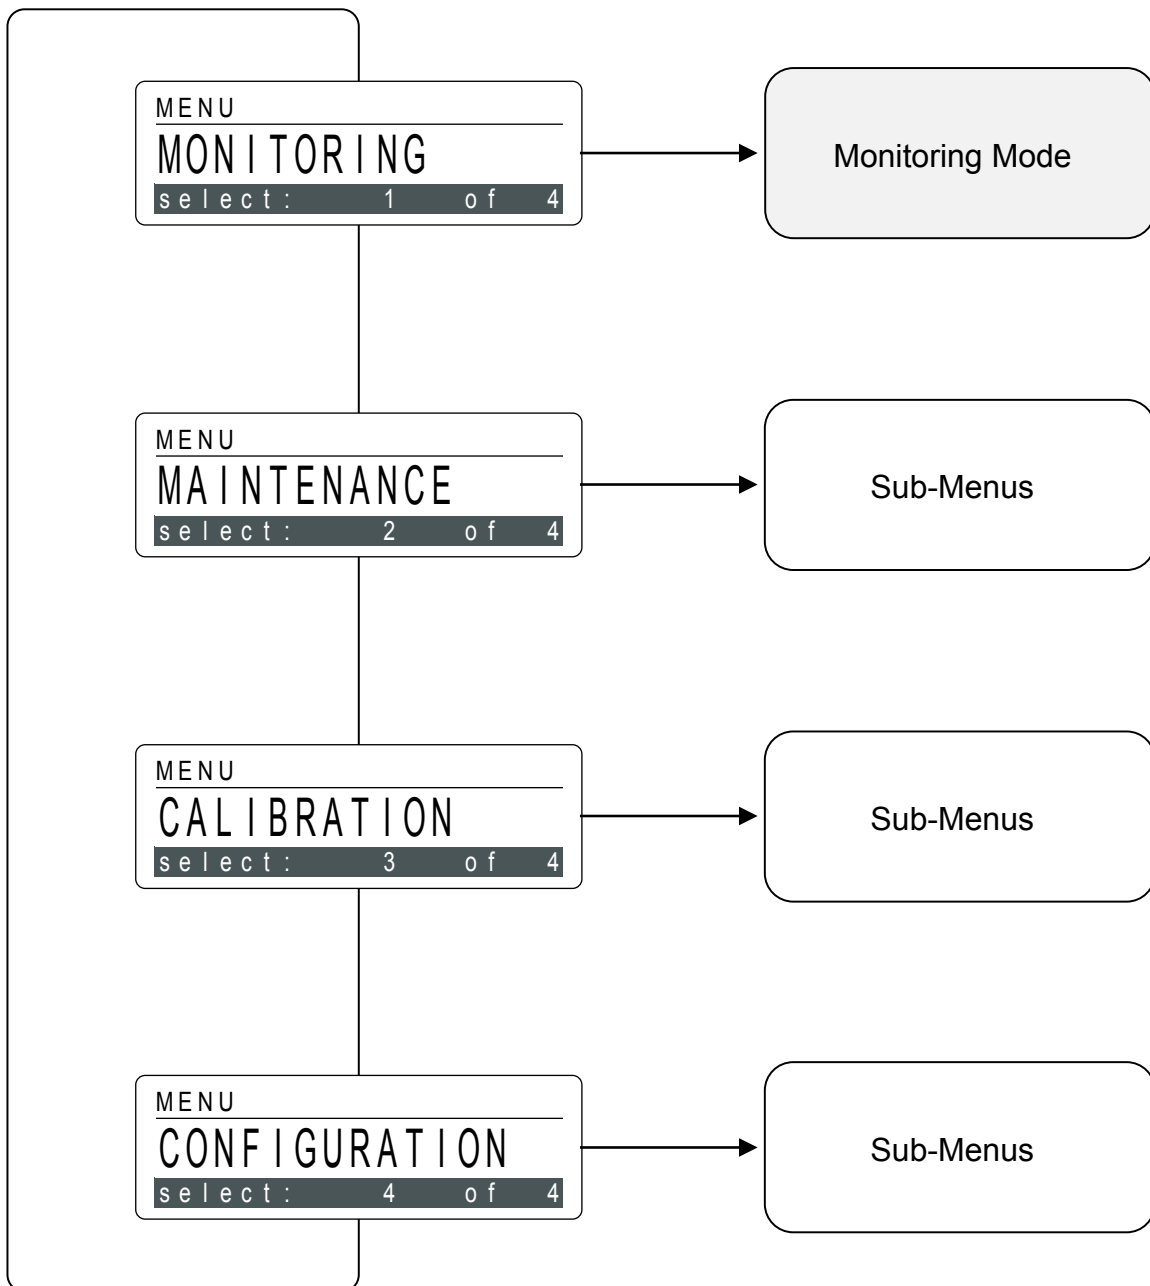 MENU
MONITORING
select: 1 of 4
Monitoring Mode
MENU
MAINTENANCE
select: 2 of 4
Sub-Menus
MENU
CALIBRATION
select: 3 of 4
Sub-Menus
MENU
CONFIGURATION
select: 4 of 4
Sub-Menus